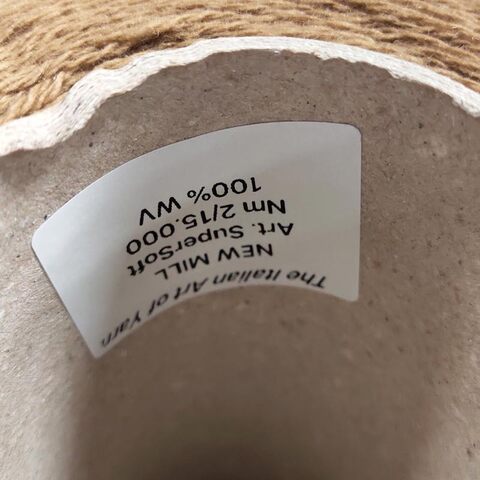 The Italian Art of Yarn
NEW MILL
Art. SuperSoft
Nm 2/15.000
100% WV